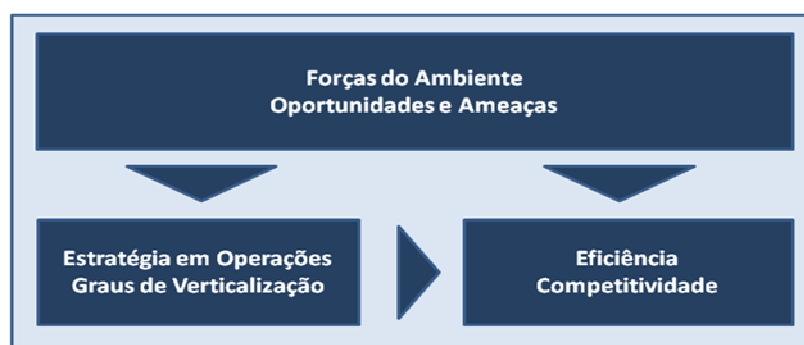 Forças do Ambiente
Oportunidades e Ameaças
Estratégia em Operações
Graus de Verticalização
Eficiência
Competitividade